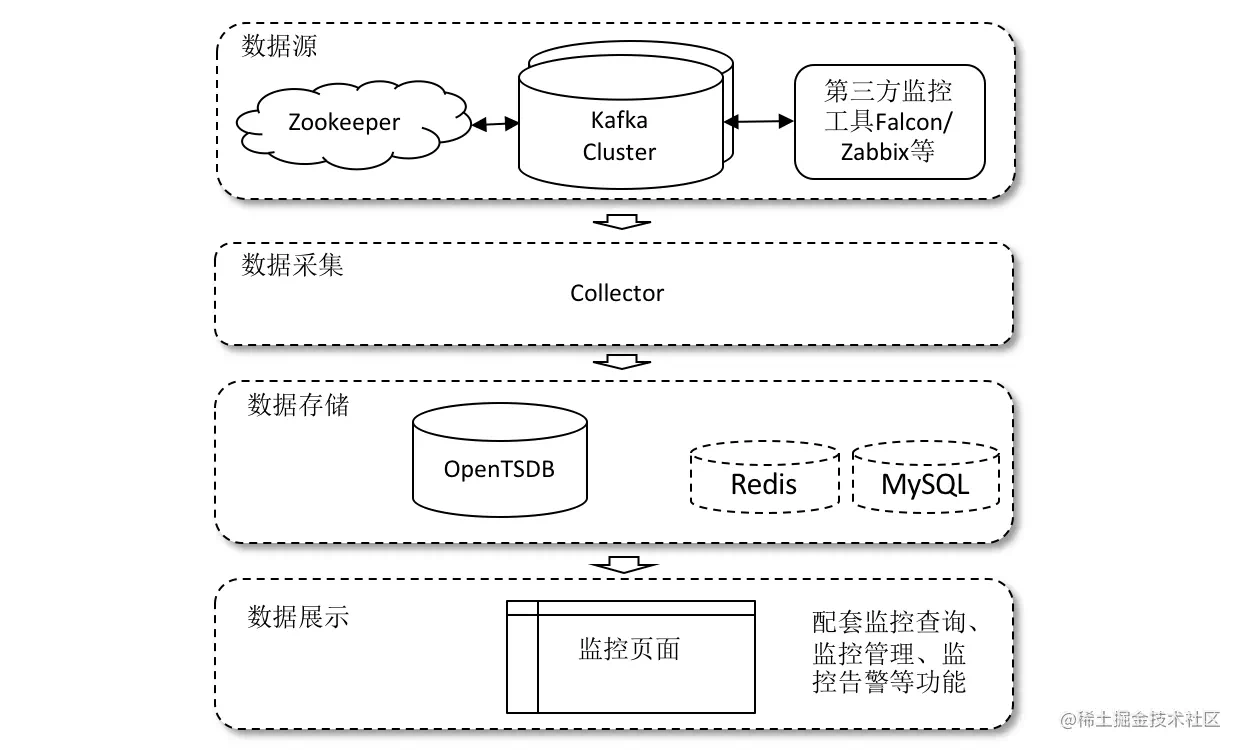 数据源
Zookeeper
Kafka
Cluster
第三方监控
工具Falcon/
Zabbix等
数据采集
Collector
数据存储
OpenTSDB
Redis
MySQL
数据展示
监控页面
配套监控查询、
监控管理、监
控告警等功能
@稀土掘金技术社区